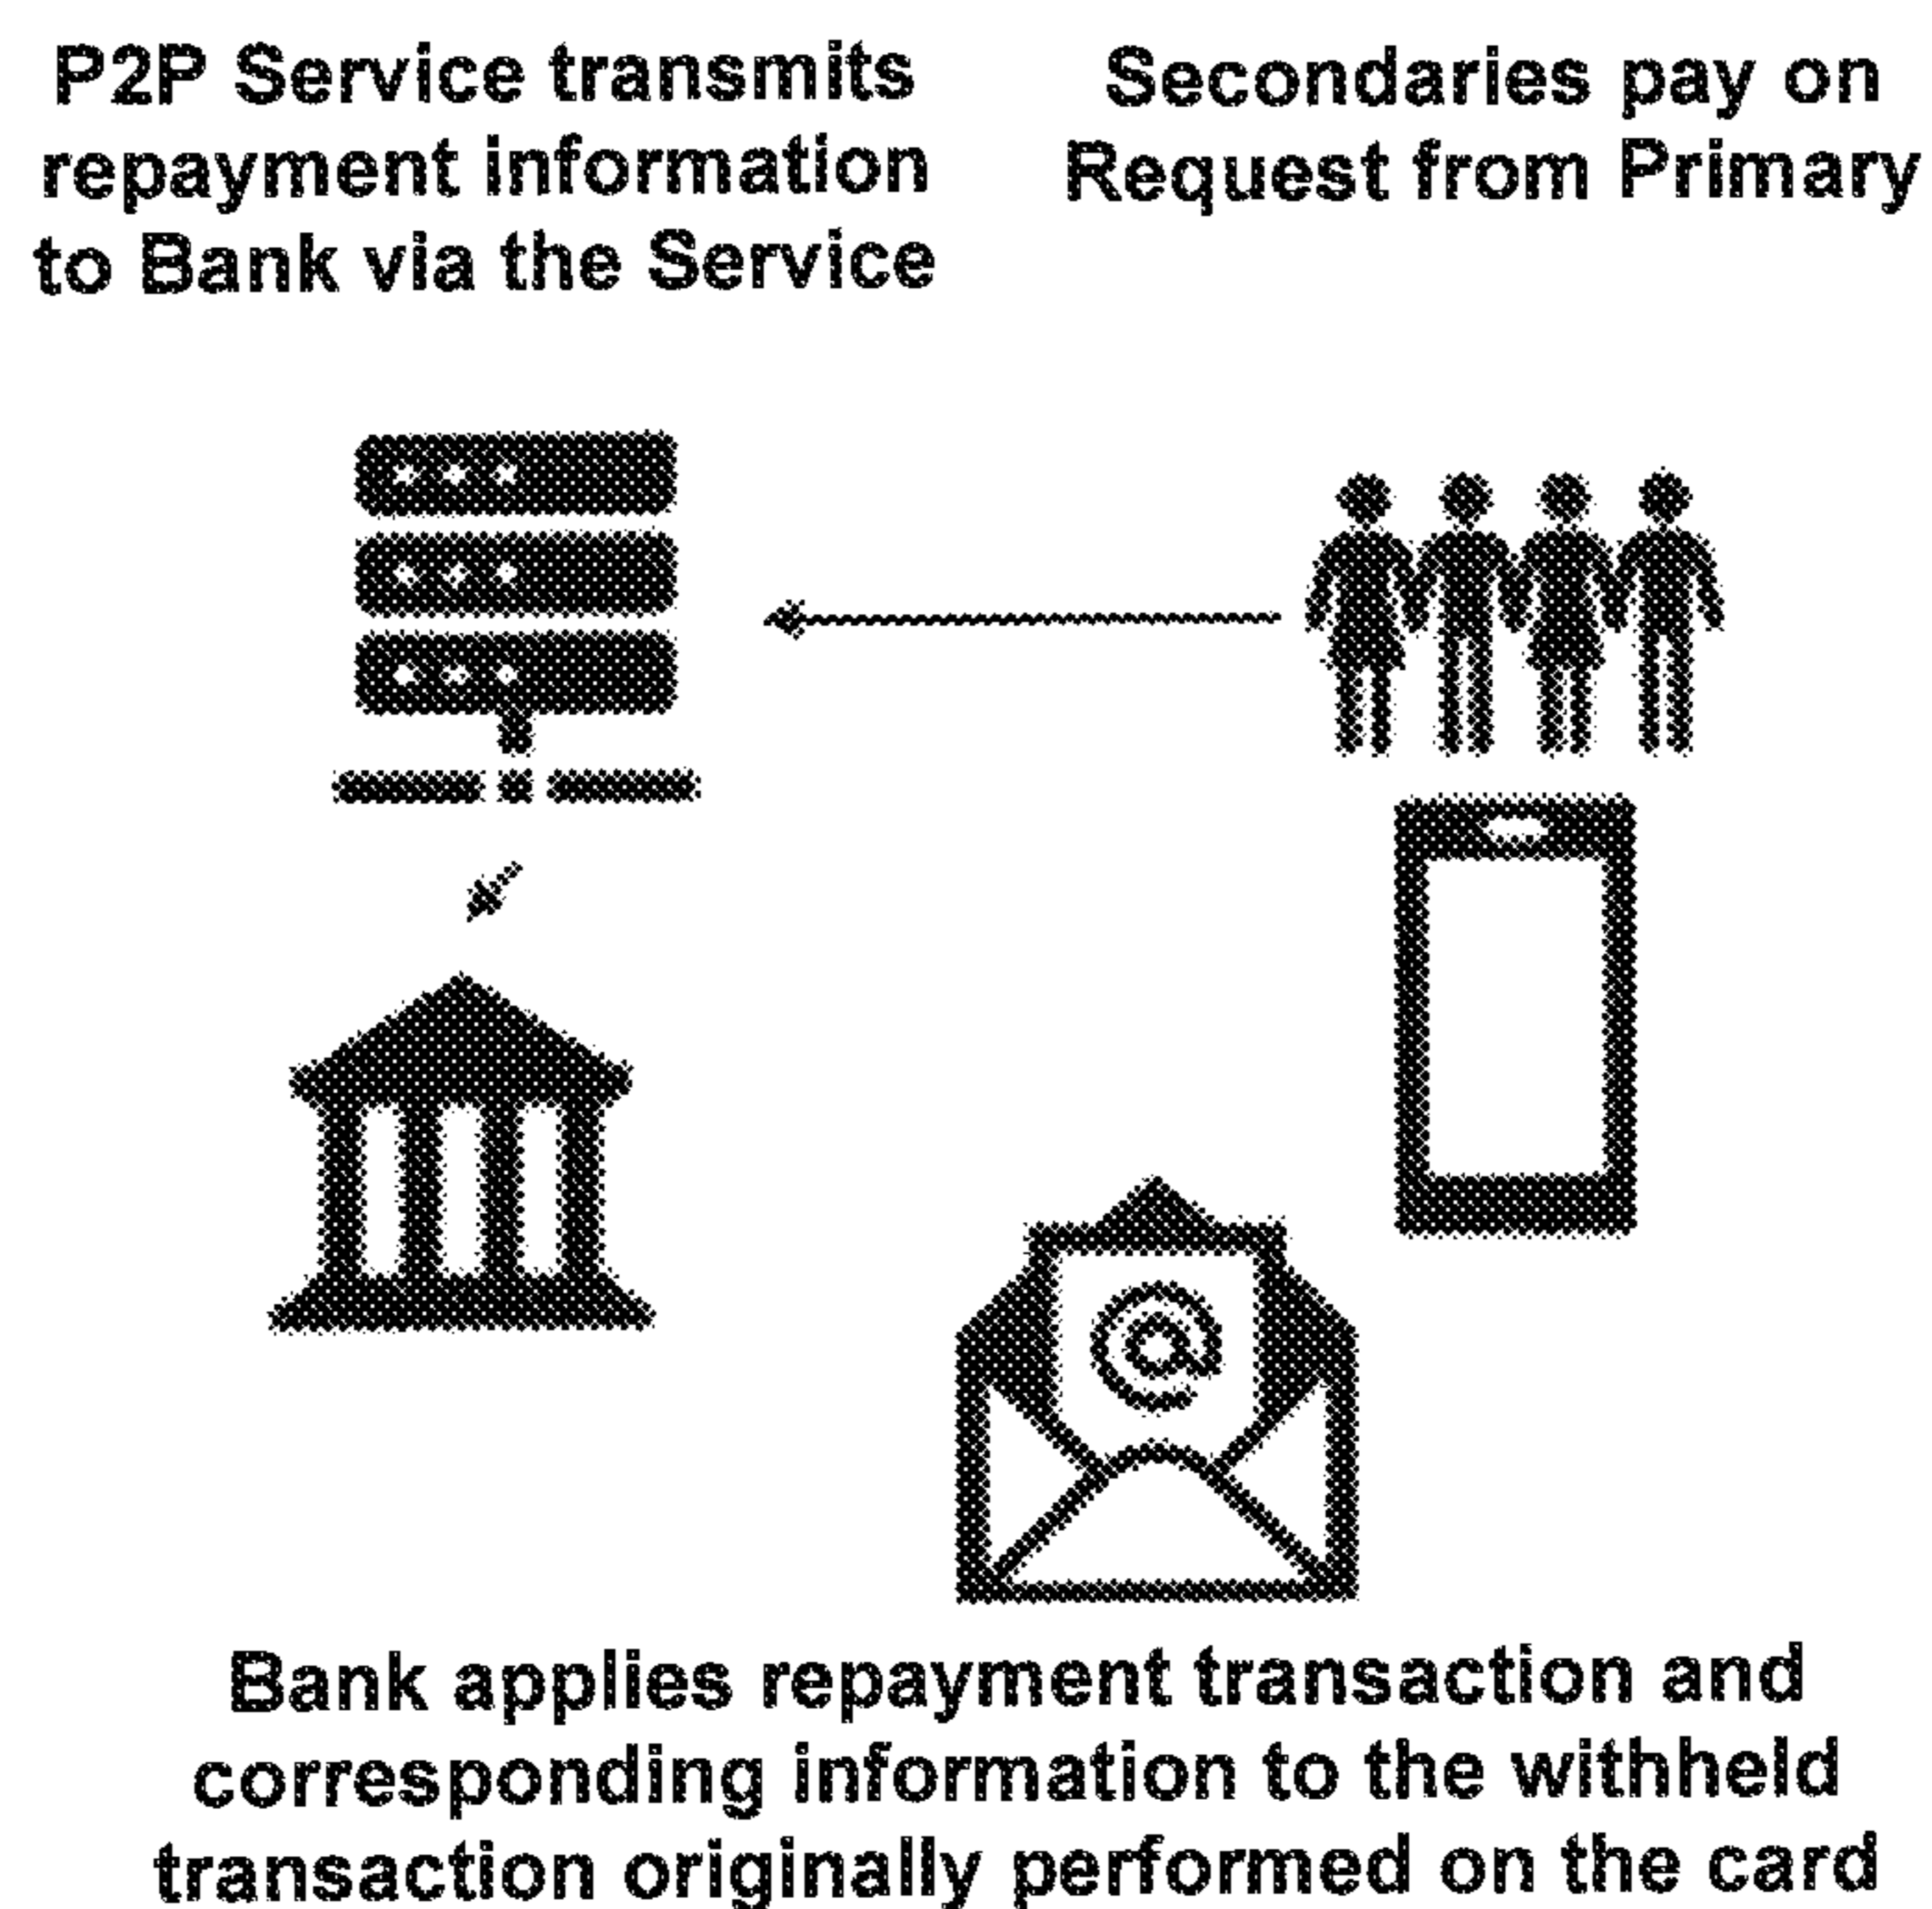 P2P Service transmits
repayment information
to Bank via the Service
Secondaries pay on
Request from Primary
@
Bank applies repayment transaction and
corresponding information to the withheld
transaction originally performed on the card